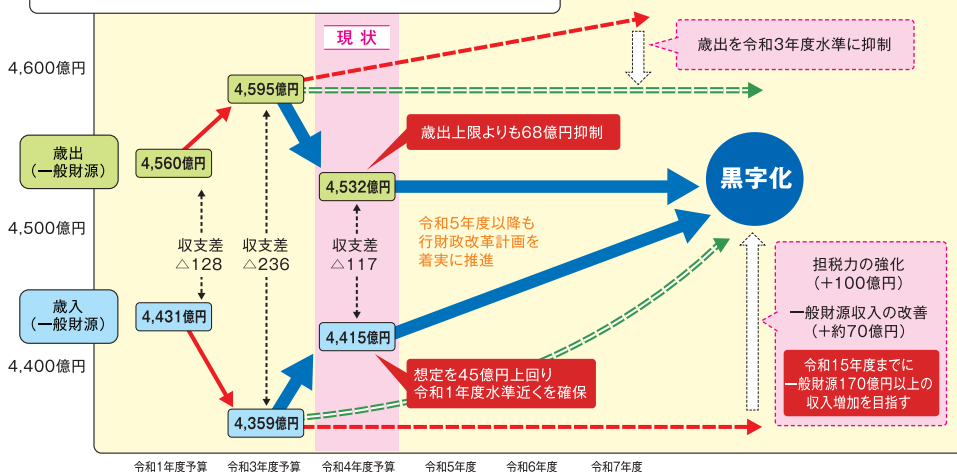 現状
歳出を令和3年度水準に抑制
4,600億円
4,595億円
歳出上限よりも68億円抑制
歳出
(一般財源)
4,560億円
4,532億円
黒字化
4,500億円
収支差
△128
収支差
△236
収支差
△117
令和5年度以降も
行財政改革計画を
着実に推進
担税力の強化
(+100億円)
一般財源収入の改善
(+約70億円)
令和15年度までに
一般財源170億円以上の
収入増加を目指す
歳入
(一般財源)
4,431億円
4,415億円
4,400億円
想定を45億円上回り
令和1年度水準近くを確保
4,359億円
令和1年度予算
令和3年度予算
令和4年度予算
令和5年度
令和6年度
令和7年度